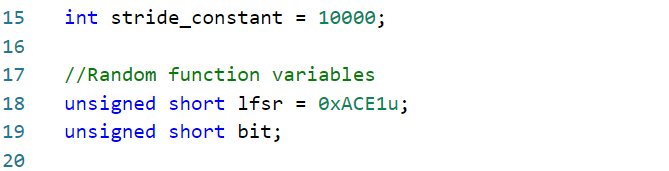 15 int stride_constant = 10000;
16
17 //Random function variables
18 unsigned short lfsr = 0xACE1u;
19 unsigned short bit;
20